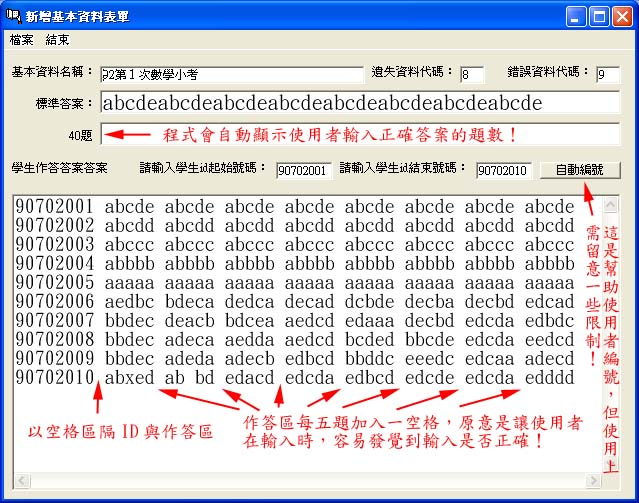 新增基本資料表單
檔案 結束
基本資料名稱： 92第１次數學小考 遺失資料代碼： 8 錯誤資料代碼： 9
標準答案： abcdeabcdeabcdeabcdeabcdeabcdeabcdeabcde
40題 程式會自動顯示使用者輸入正確答案的題數！
學生作答答案答案 請輸入學生id起始號碼： 90702001 請輸入學生id結束號碼： 90702010 自動編號
90702001 abcde abcde abcde abcde abcde abcde abcde abcde
90702002 abcdd abcdd abcdd abcdd abcdd abcdd abcdd abcdd
90702003 abccc abccc abccc abccc abccc abccc abccc abccc
90702004 abbbb abbbb abbbb abbbb abbbb abbbb abbbb abbbb
90702005 aaaaa aaaaa aaaaa aaaaa aaaaa aaaaa aaaaa aaaaa
90702006 aedbc bdeca dedca decad dcbde decba decbd edcad
90702007 bbdec deacb bdcea aedcd edaaa decbd edcda edbdc
90702008 bbdec adeca aedda aedcd bcded bbcde edcda edcdd
90702009 bbdec adeda adecb edbcd bbddc eeedc edcaa adecd
90702010 abxed ab bd edacd edcda edbcd edcde edcda edddd
以空格區隔 ID 與作答區
作答區每五題加入一空格，原意是讓使用者
在輸入時，容易發覺到輸入是否正確！
這是幫助使用者編號，但使用上
需留意一些限制！